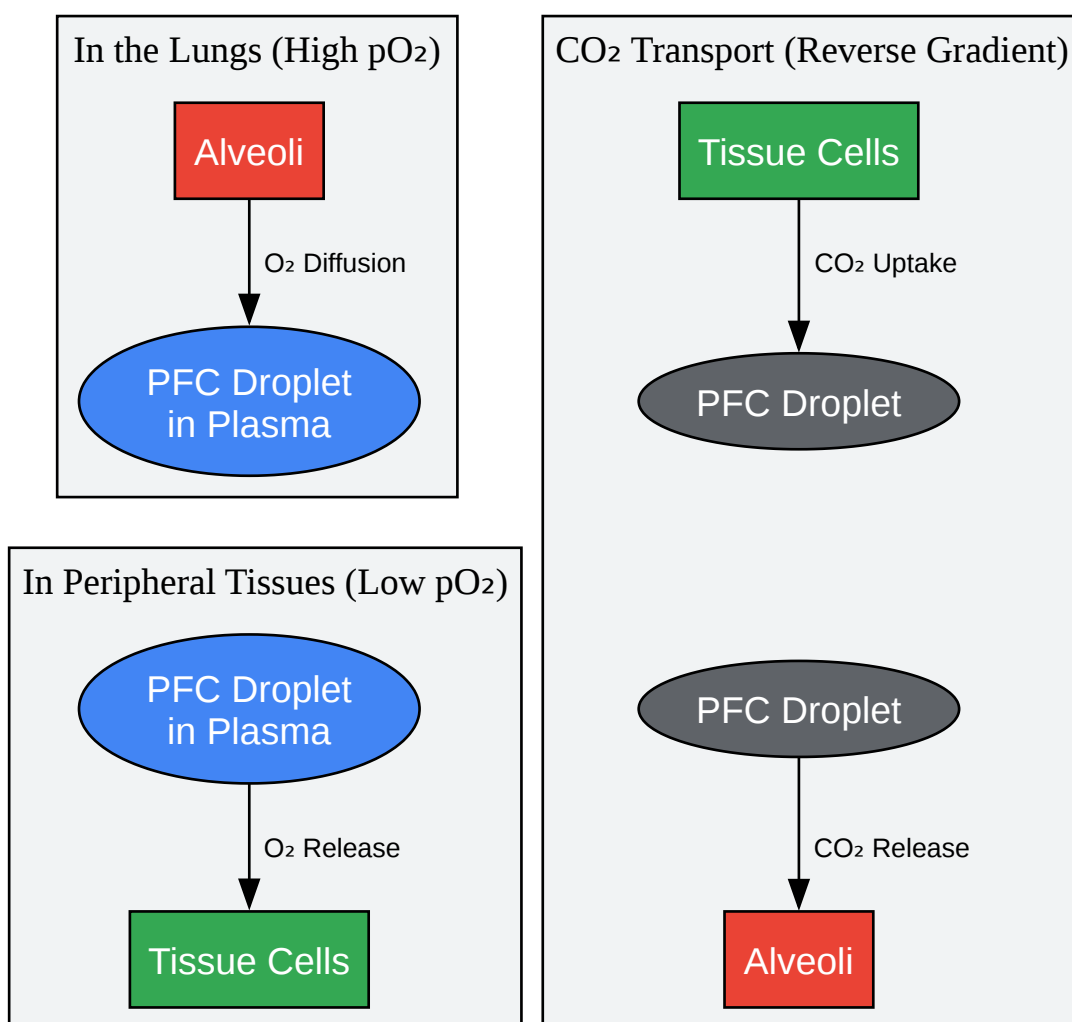 In the Lungs (High pO₂)
Alveoli
O₂ Diffusion
PFC Droplet
in Plasma
In Peripheral Tissues (Low pO₂)
PFC Droplet
in Plasma
O₂ Release
Tissue Cells
CO₂ Transport (Reverse Gradient)
Tissue Cells
CO₂ Uptake
PFC Droplet
PFC Droplet
CO₂ Release
Alveoli